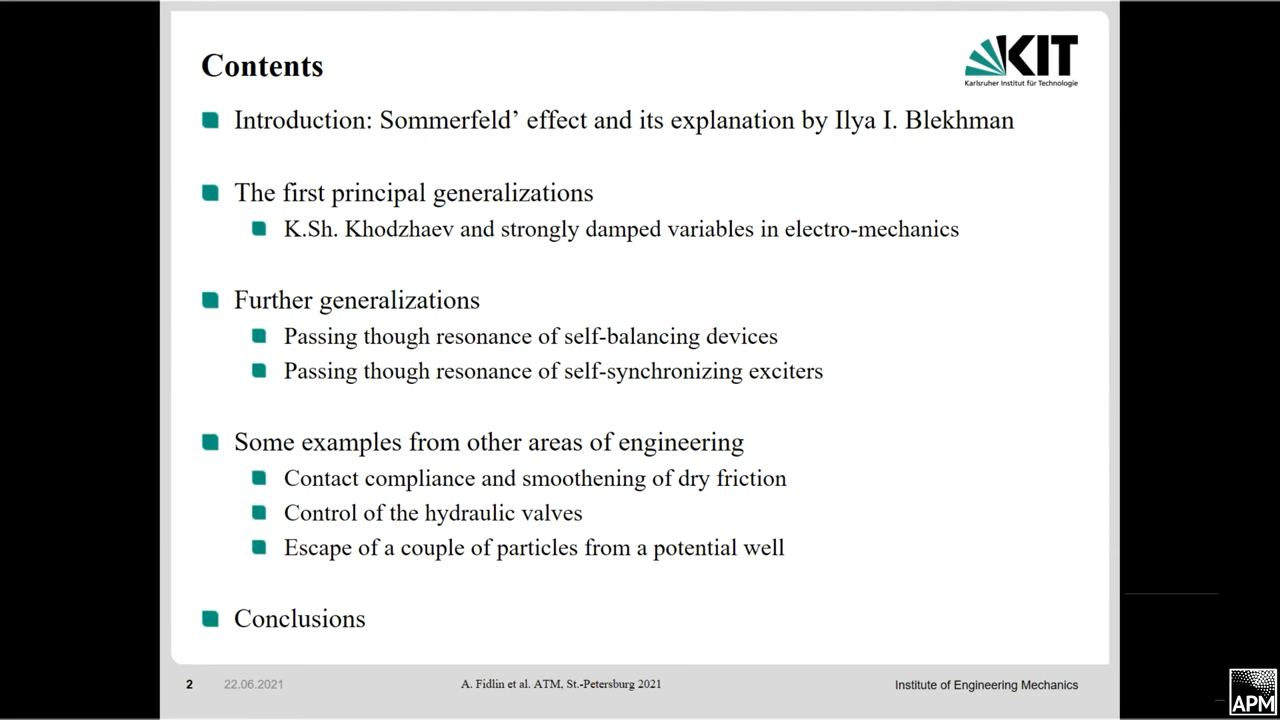 Contents
KIT
Karlsruher Institut für Technologie
Introduction: Sommerfeld’ effect and its explanation by Ilya I. Blekhman
The first principal generalizations
K.Sh. Khodzhaev and strongly damped variables in electro-mechanics
Further generalizations
Passing though resonance of self-balancing devices
Passing though resonance of self-synchronizing exciters
Some examples from other areas of engineering
Contact compliance and smoothening of dry friction
Control of the hydraulic valves
Escape of a couple of particles from a potential well
Conclusions
2 22.06.2021 A. Fidlin et al. ATM, St.-Petersburg 2021 Institute of Engineering Mechanics
APM